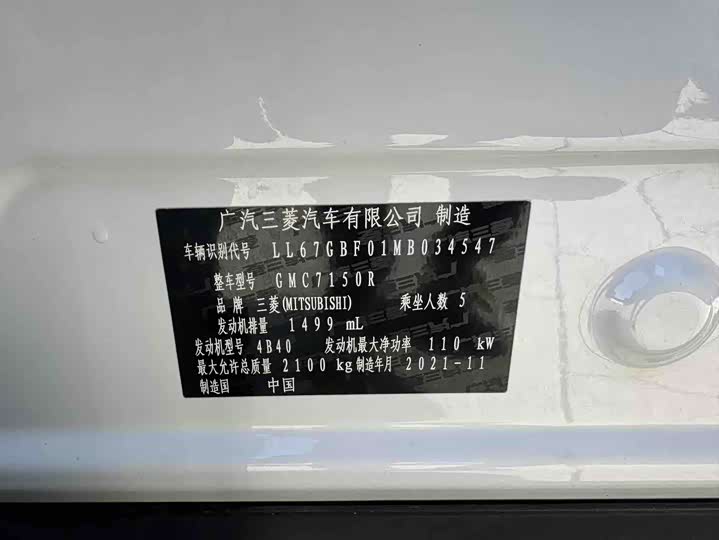 广汽三菱汽车有限公司 制造
车辆识别代号 LL67GBF01MB034547
整车型号 GMC7150R
品牌 三菱(MITSUBISHI) 乘坐人数 5
发动机排量 1499 mL
发动机型号 4B40 发动机最大净功率 110 kW
最大允许总质量 2100 kg 制造年月 2021-11
制造国 中国